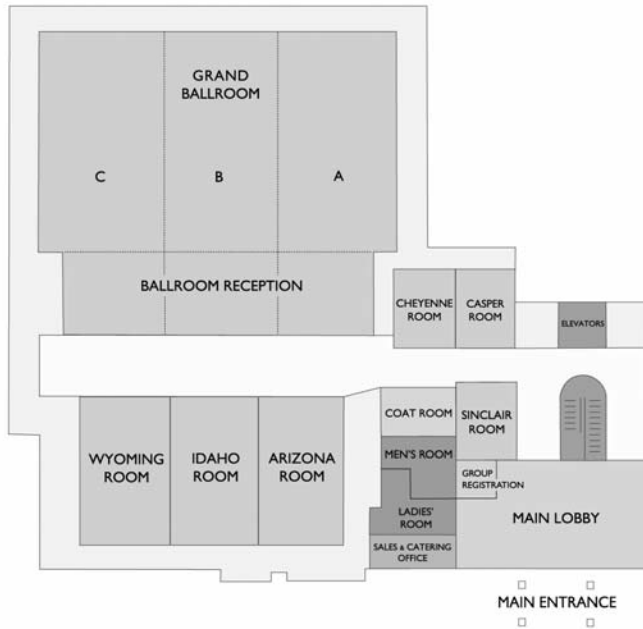 GRAND
BALLROOM
C
B
A
BALLROOM RECEPTION
CHEYENNE
ROOM
CASPER
ROOM
ELEVATORS
COAT ROOM
SINCLAIR
ROOM
WYOMING
ROOM
IDAHO
ROOM
ARIZONA
ROOM
MEN'S ROOM
GROUP
REGISTRATION
LADIES'
ROOM
MAIN LOBBY
SALES & CATERING
OFFICE
MAIN ENTRANCE